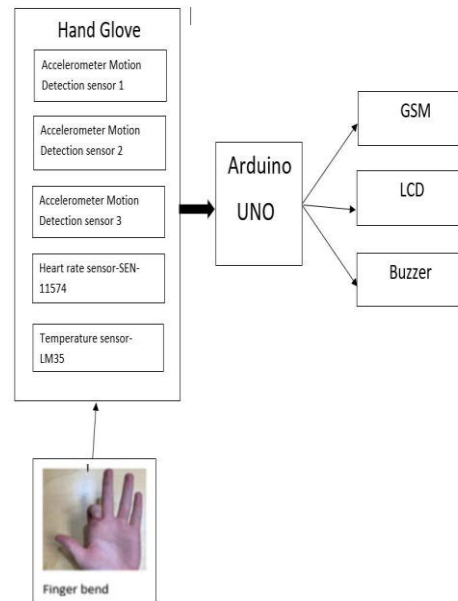 Hand Glove
Accelerometer Motion
Detection sensor 1
Accelerometer Motion
Detection sensor 2
Accelerometer Motion
Detection sensor 3
Heart rate sensor-SEN-
11574
Temperature sensor-
LM35
Arduino
UNO
GSM
LCD
Buzzer
Finger bend